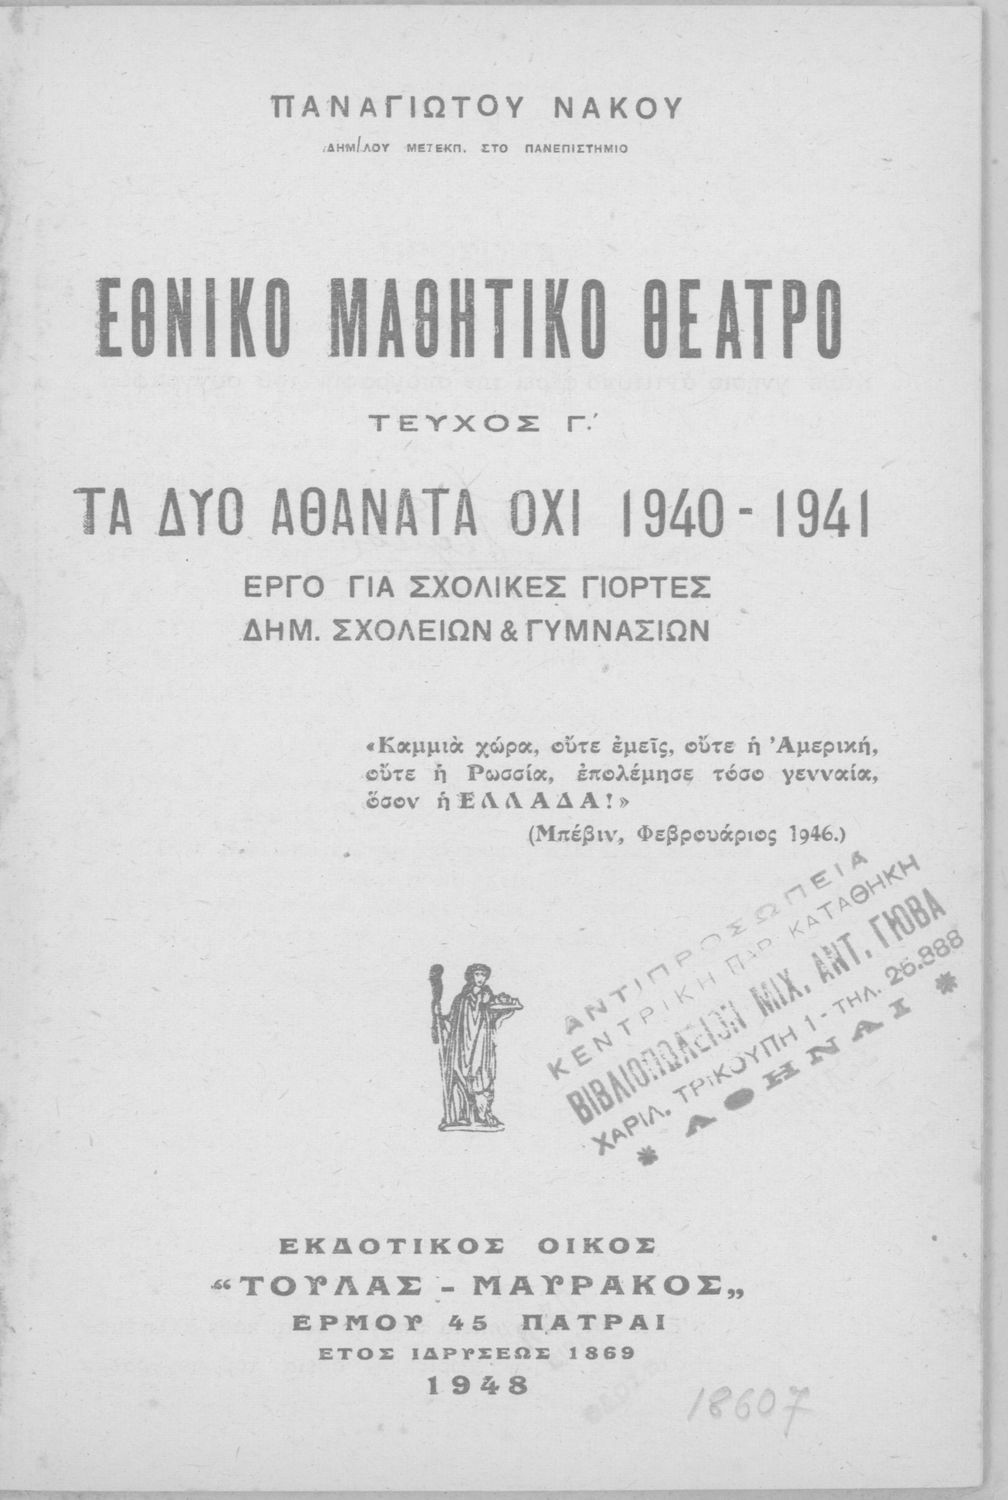 ΠΑΝΑΓΙΩΤΟΥ ΝΑΚΟΥ
ΔΗΜ/ΛΟΥ ΜΕΤΕΚΠ. ΣΤΟ ΠΑΝΕΠΙΣΤΗΜΙΟ
ΕΘΝΙΚΟ ΜΑΘΗΤΙΚΟ ΘΕΑΤΡΟ
ΤΕΥΧΟΣ Γ.΄
ΤΑ ΔΥΟ ΑΘΑΝΑΤΑ ΟΧΙ 1940 - 1941
ΕΡΓΟ ΓΙΑ ΣΧΟΛΙΚΕΣ ΓΙΟΡΤΕΣ
ΔΗΜ. ΣΧΟΛΕΙΩΝ & ΓΥΜΝΑΣΙΩΝ
«Καμμιὰ χώρα, οὔτε ἐμεῖς, οὔτε ἡ Ἀμερική,
οὔτε ἡ Ρωσσία, ἐπολέμησε τόσο γενναία,
ὅσον ἡ ΕΛΛΑΔΑ!»
(Μπέβιν, Φεβρουάριος 1946.)
ΑΝΤΙΠΡΟΣΩΠΕΙΑ
ΚΕΝΤΡΙΚΗ ΠΑΡ. ΚΑΤΑΘΗΚΗ
ΒΙΒΛΙΟΠΩΛΕΙΟΝ ΜΙΧ. ΑΝΤ. ΓΙΟΒΑ
ΧΑΡΙΛ. ΤΡΙΚΟΥΠΗ 1 - ΤΗΛ. 25.888
* ΑΘΗΝΑΙ *
ΕΚΔΟΤΙΚΟΣ ΟΙΚΟΣ
“ΤΟΥΛΑΣ - ΜΑΥΡΑΚΟΣ„
ΕΡΜΟΥ 45 ΠΑΤΡΑΙ
ΕΤΟΣ ΙΔΡΥΣΕΩΣ 1869
1948
18607